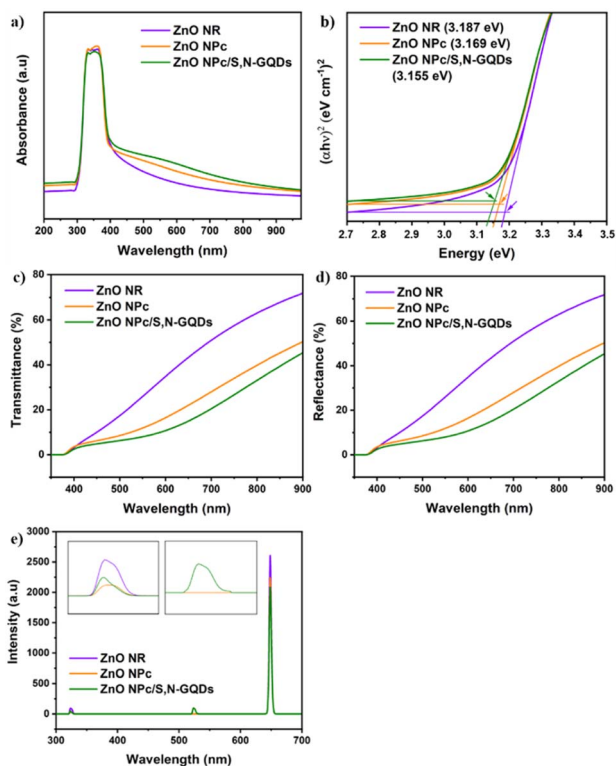 a)
ZnO NR
ZnO NPc
ZnO NPc/S,N-GQDs
Absorbance (a.u)
200 300 400 500 600 700 800 900
Wavelength (nm)
b)
ZnO NR (3.187 eV)
ZnO NPc (3.169 eV)
ZnO NPc/S,N-GQDs
(3.155 eV)
(αhν)² (eV cm⁻¹)²
2.7 2.8 2.9 3.0 3.1 3.2 3.3 3.4 3.5
Energy (eV)
c)
80
60
40
20
0
ZnO NR
ZnO NPc
ZnO NPc/S,N-GQDs
Transmittance (%)
400 500 600 700 800 900
Wavelength (nm)
d)
80
60
40
20
0
ZnO NR
ZnO NPc
ZnO NPc/S,N-GQDs
Reflectance (%)
400 500 600 700 800 900
Wavelength (nm)
e)
3000
2500
2000
1500
1000
500
0
Intensity (a.u)
ZnO NR
ZnO NPc
ZnO NPc/S,N-GQDs
300 400 500 600 700
Wavelength (nm)